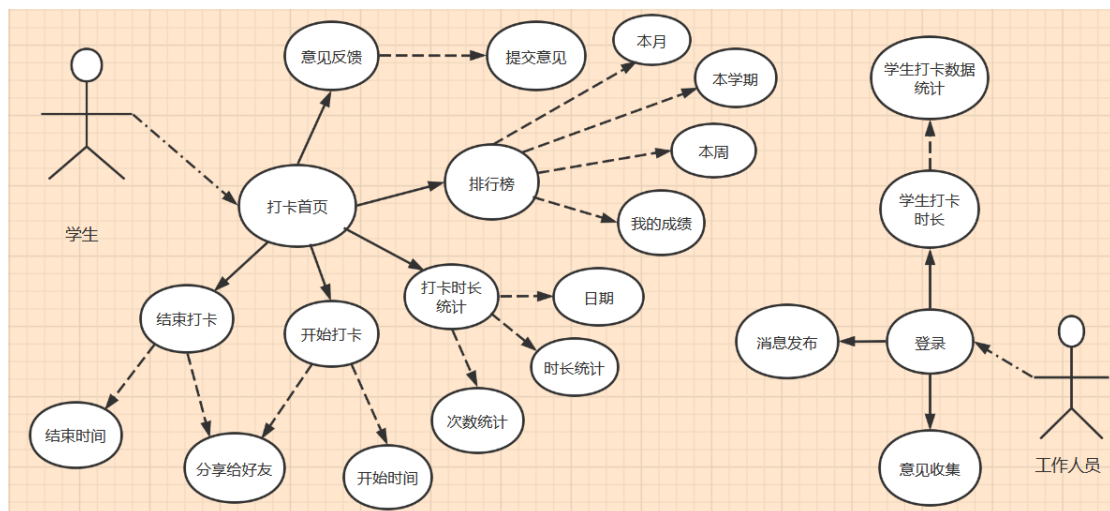 意见反馈
提交意见
本月
本学期
学生打卡数据
统计
本周
排行榜
打卡首页
学生打卡
时长
我的成绩
学生
打卡时长
统计
日期
结束打卡
开始打卡
消息发布
登录
时长统计
次数统计
结束时间
分享给好友
开始时间
意见收集
工作人员